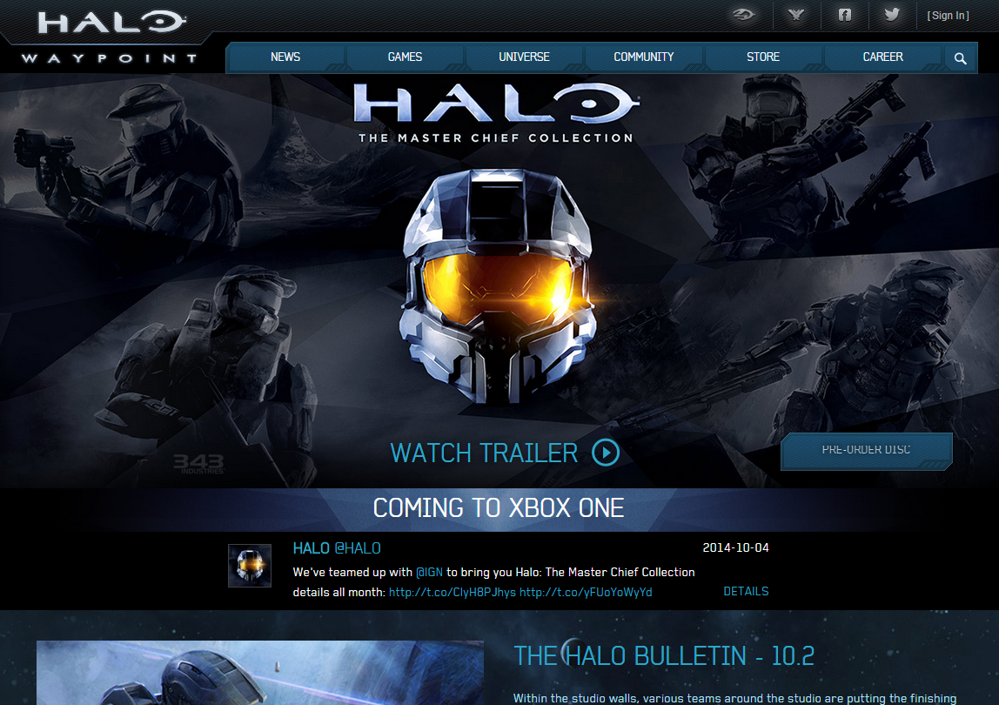 HALO
WAYPOINT
[Sign In]
NEWS
GAMES
UNIVERSE
COMMUNITY
STORE
CAREER
HALO
THE MASTER CHIEF COLLECTION
WATCH TRAILER
343
INDUSTRIES
PRE-ORDER DISC
COMING TO XBOX ONE
HALO @HALO
2014-10-04
We've teamed up with @IGN to bring you Halo: The Master Chief Collection
details all month: http://t.co/ClyH8PJhys http://t.co/yFUoYoWyYd
DETAILS
THE HALO BULLETIN - 10.2
Within the studio walls, various teams around the studio are putting the finishing